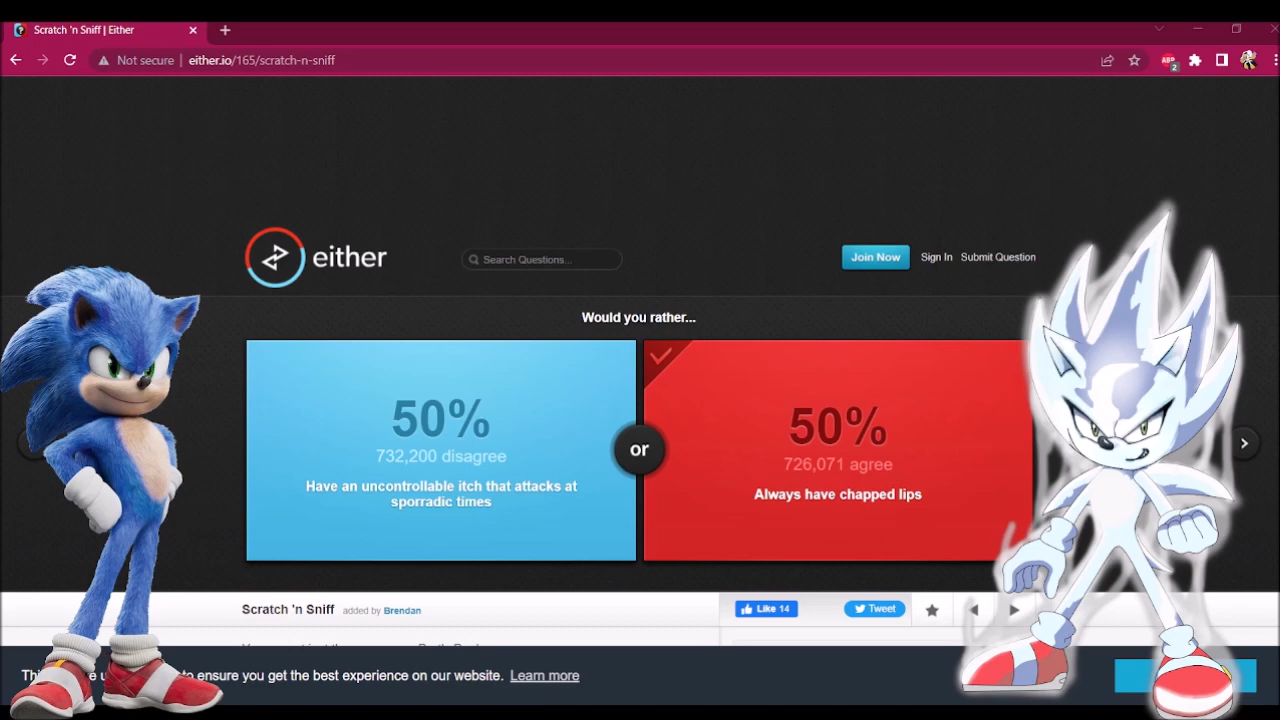 Scratch 'n Sniff | Either
Not secure | either.io/165/scratch-n-sniff
ABP
2
either
Search Questions...
Join Now
Sign In
Submit Question
Would you rather...
50%
732,200 disagree
Have an uncontrollable itch that attacks at
sporradic times
or
50%
726,071 agree
Always have chapped lips
Scratch 'n Sniff added by Brendan
Like 14
Tweet
to ensure you get the best experience on our website. Learn more